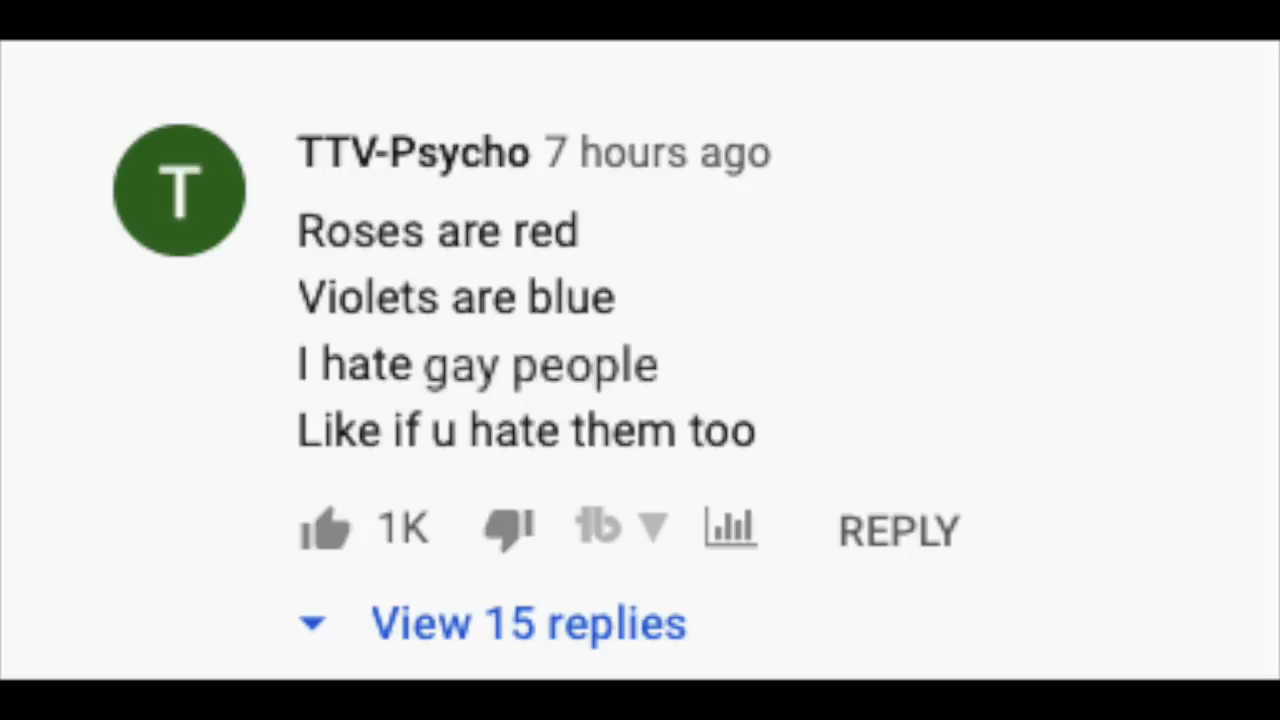 T
TTV-Psycho 7 hours ago
Roses are red
Violets are blue
I hate gay people
Like if u hate them too
1K tb REPLY
View 15 replies